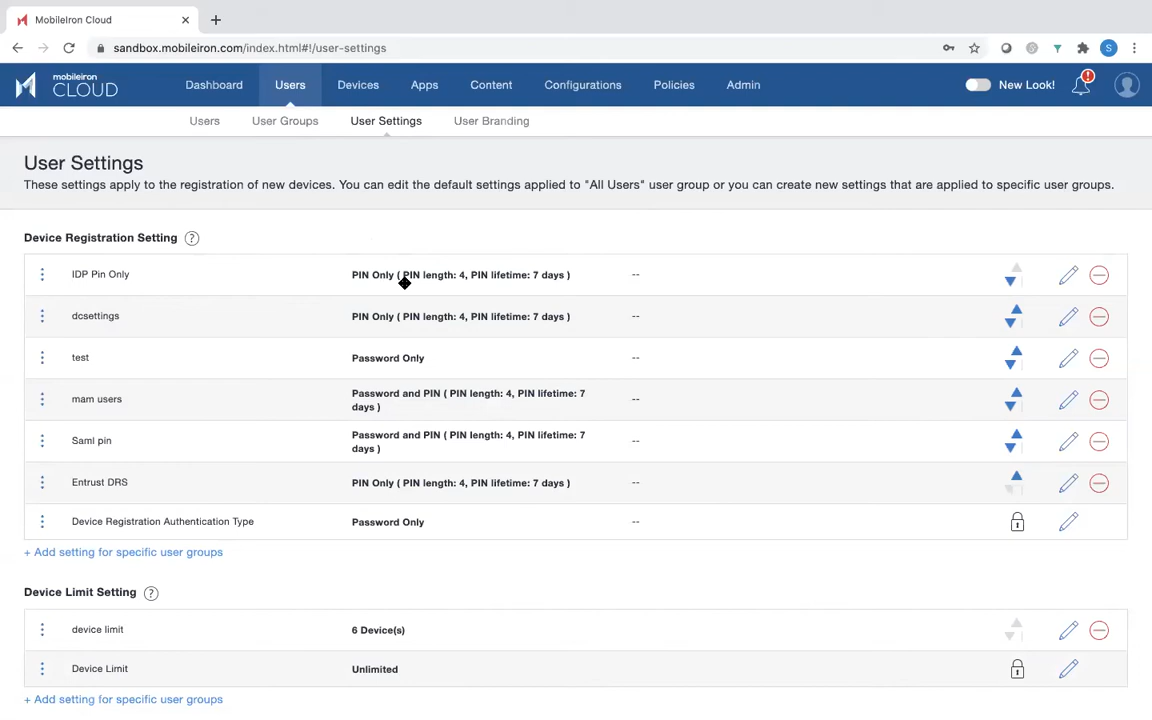 MobileIron Cloud
sandbox.mobileiron.com/index.html#!/user-settings
S
mobileiron
CLOUD
Dashboard Users Devices Apps Content Configurations Policies Admin New Look!
Users User Groups User Settings User Branding
User Settings
These settings apply to the registration of new devices. You can edit the default settings applied to "All Users" user group or you can create new settings that are applied to specific user groups.
Device Registration Setting ?
IDP Pin Only PIN Only ( PIN length: 4, PIN lifetime: 7 days ) --
dcsettings PIN Only ( PIN length: 4, PIN lifetime: 7 days ) --
test Password Only --
mam users Password and PIN ( PIN length: 4, PIN lifetime: 7 --
days )
Saml pin Password and PIN ( PIN length: 4, PIN lifetime: 7 --
days )
Entrust DRS PIN Only ( PIN length: 4, PIN lifetime: 7 days ) --
Device Registration Authentication Type Password Only --
+ Add setting for specific user groups
Device Limit Setting ?
device limit 6 Device(s)
Device Limit Unlimited
+ Add setting for specific user groups